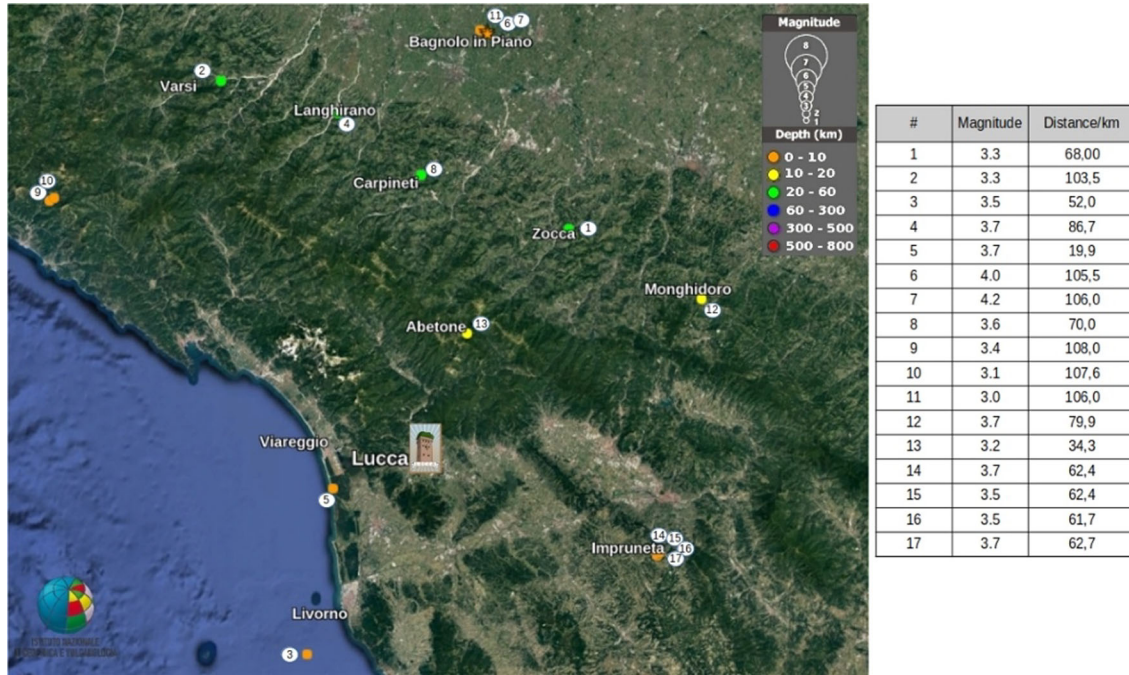 11 6 7
Bagnolo in Piano
2
Varsi
Langhirano
4
8
Carpineti
10
9
Zocca 1
Monghidoro
12
Abetone 13
Viareggio
Lucca
5
14 15
Impruneta 16
17
Livorno
3
Magnitude
8
7
6
5
4
3
2
1
Depth (km)
0 - 10
10 - 20
20 - 60
60 - 300
300 - 500
500 - 800
# Magnitude Distance/km
1 3.3 68,00
2 3.3 103,5
3 3.5 52,0
4 3.7 86,7
5 3.7 19,9
6 4.0 105,5
7 4.2 106,0
8 3.6 70,0
9 3.4 108,0
10 3.1 107,6
11 3.0 106,0
12 3.7 79,9
13 3.2 34,3
14 3.7 62,4
15 3.5 62,4
16 3.5 61,7
17 3.7 62,7